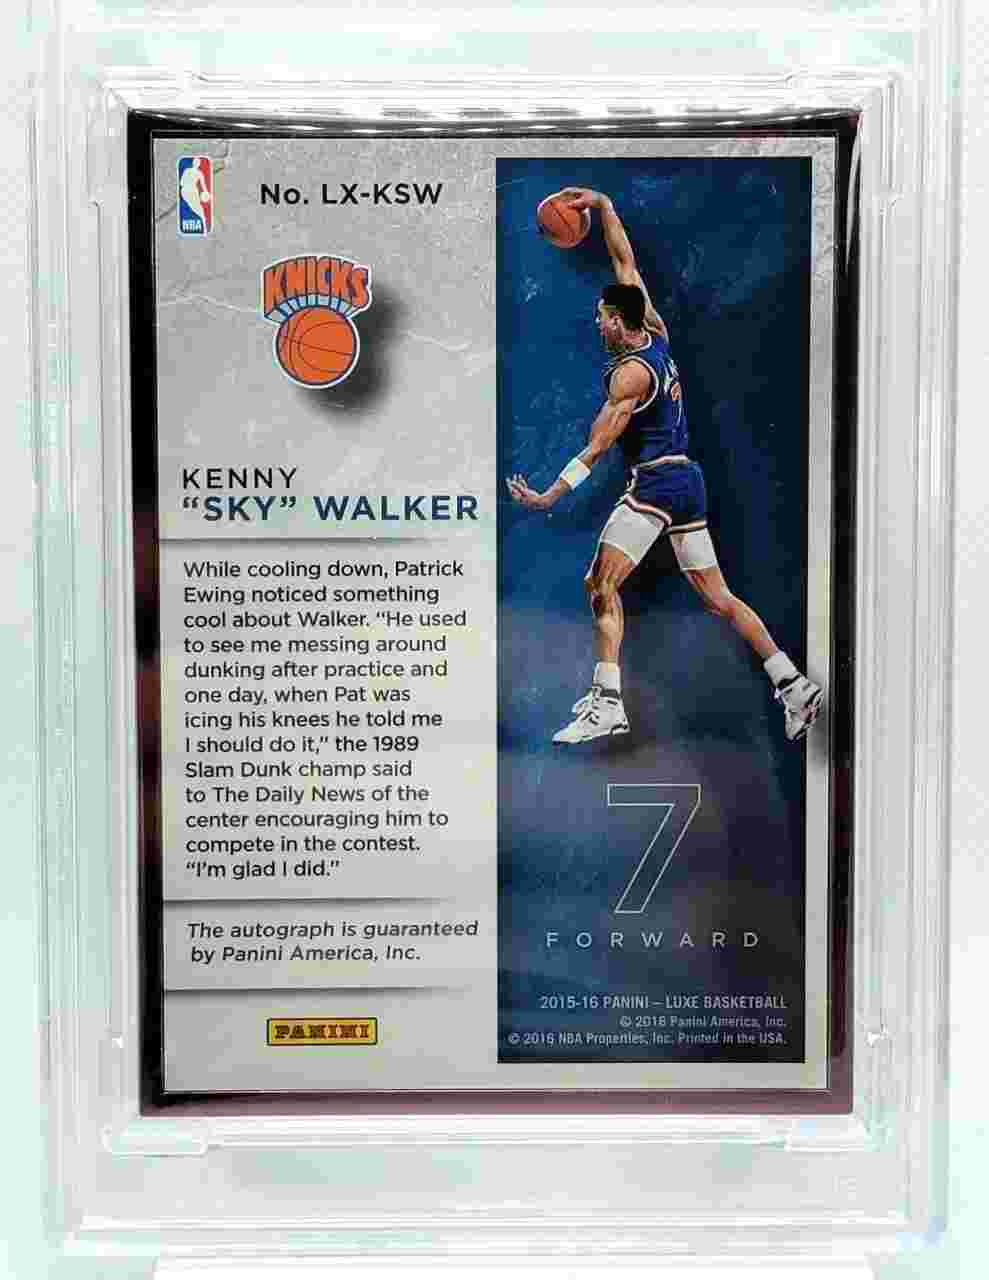 No. LX-KSW
NBA
KNICKS
KENNY
“SKY” WALKER
While cooling down, Patrick
Ewing noticed something
cool about Walker. “He used
to see me messing around
dunking after practice and
one day, when Pat was
icing his knees he told me
I should do it,” the 1989
Slam Dunk champ said
to The Daily News of the
center encouraging him to
compete in the contest.
“I’m glad I did.”
The autograph is guaranteed
by Panini America, Inc.
PANINI
7
FORWARD
2015-16 PANINI – LUXE BASKETBALL
© 2016 Panini America, Inc.
© 2016 NBA Properties, Inc. Printed in the USA.